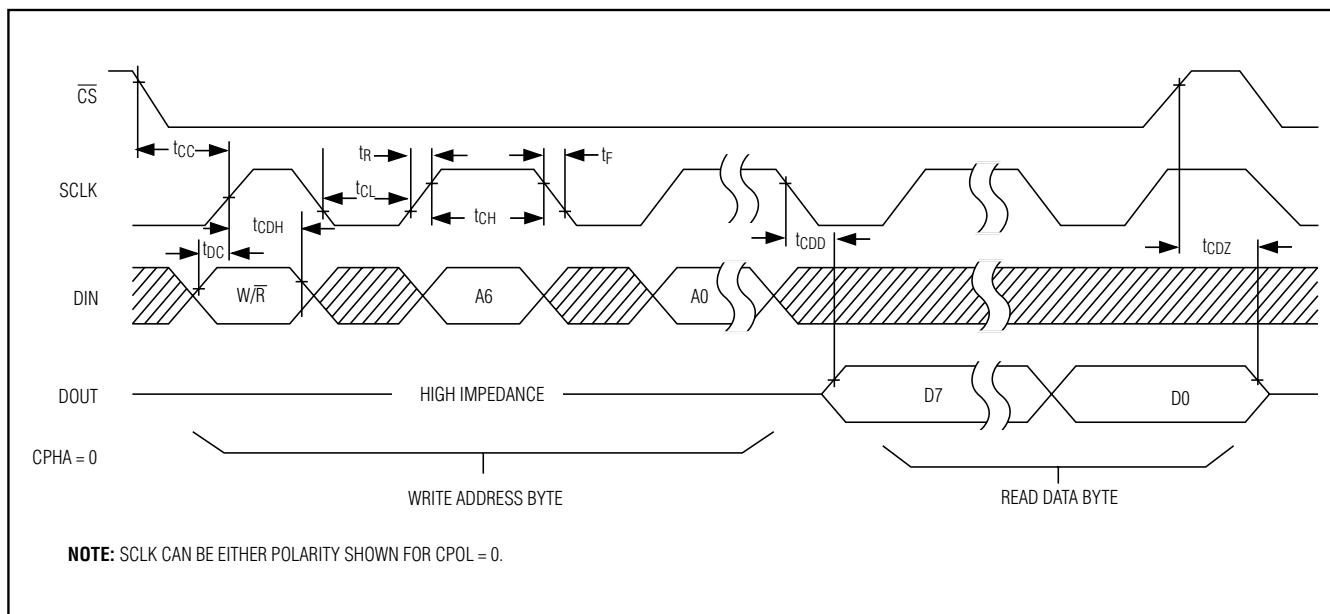 CS
tCC
tR
tF
SCLK
tCL
tCH
tCDH
tDC
tCDD
tCDZ
DIN
W/R
A6
A0
DOUT
HIGH IMPEDANCE
D7
D0
CPHA = 0
WRITE ADDRESS BYTE
READ DATA BYTE
NOTE: SCLK CAN BE EITHER POLARITY SHOWN FOR CPOL = 0.